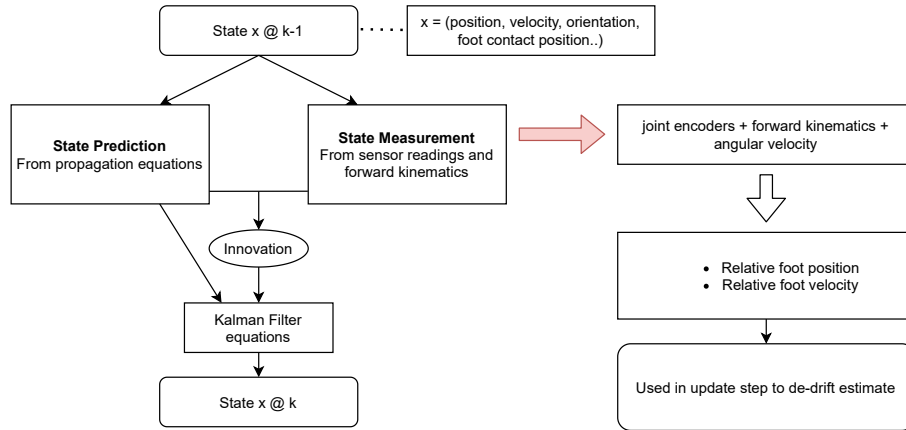 State x @ k-1
x = (position, velocity, orientation,
foot contact position..)
State Prediction
From propagation equations
State Measurement
From sensor readings and
forward kinematics
joint encoders + forward kinematics +
angular velocity
Innovation
• Relative foot position
• Relative foot velocity
Kalman Filter
equations
State x @ k
Used in update step to de-drift estimate